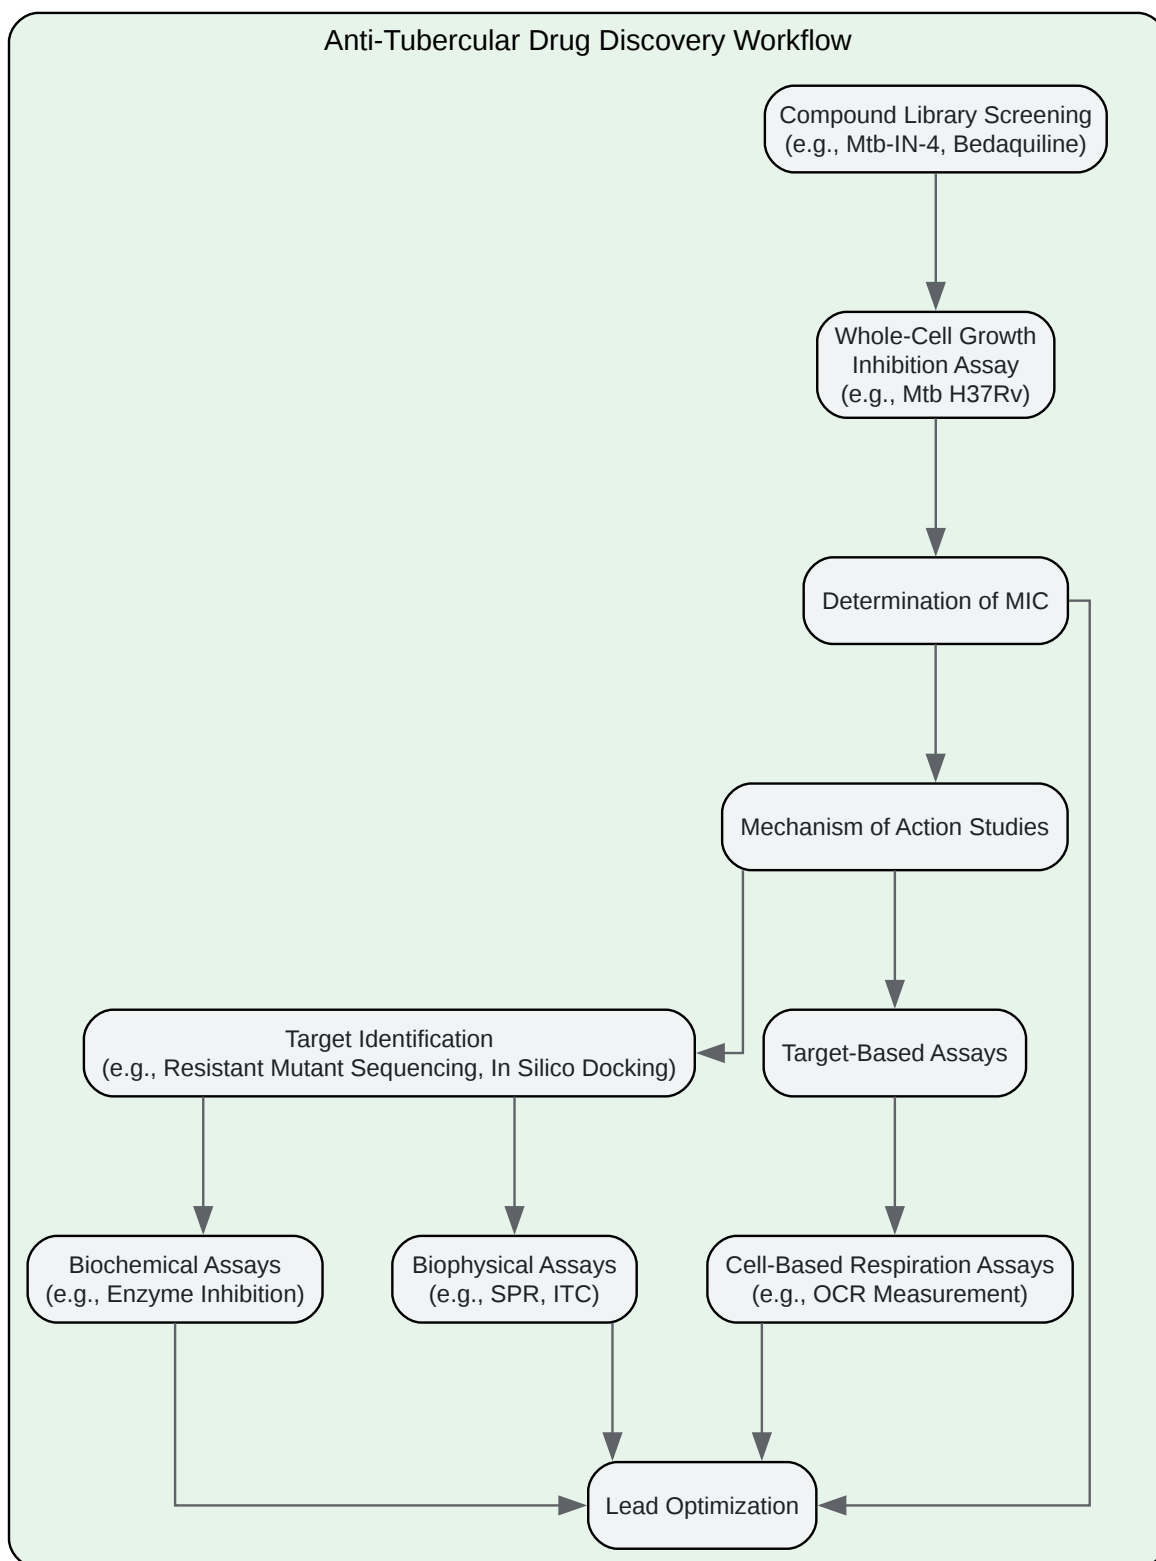 Anti-Tubercular Drug Discovery Workflow
Compound Library Screening
(e.g., Mtb-IN-4, Bedaquiline)
Whole-Cell Growth
Inhibition Assay
(e.g., Mtb H37Rv)
Determination of MIC
Mechanism of Action Studies
Target Identification
(e.g., Resistant Mutant Sequencing, In Silico Docking)
Target-Based Assays
Biochemical Assays
(e.g., Enzyme Inhibition)
Biophysical Assays
(e.g., SPR, ITC)
Cell-Based Respiration Assays
(e.g., OCR Measurement)
Lead Optimization